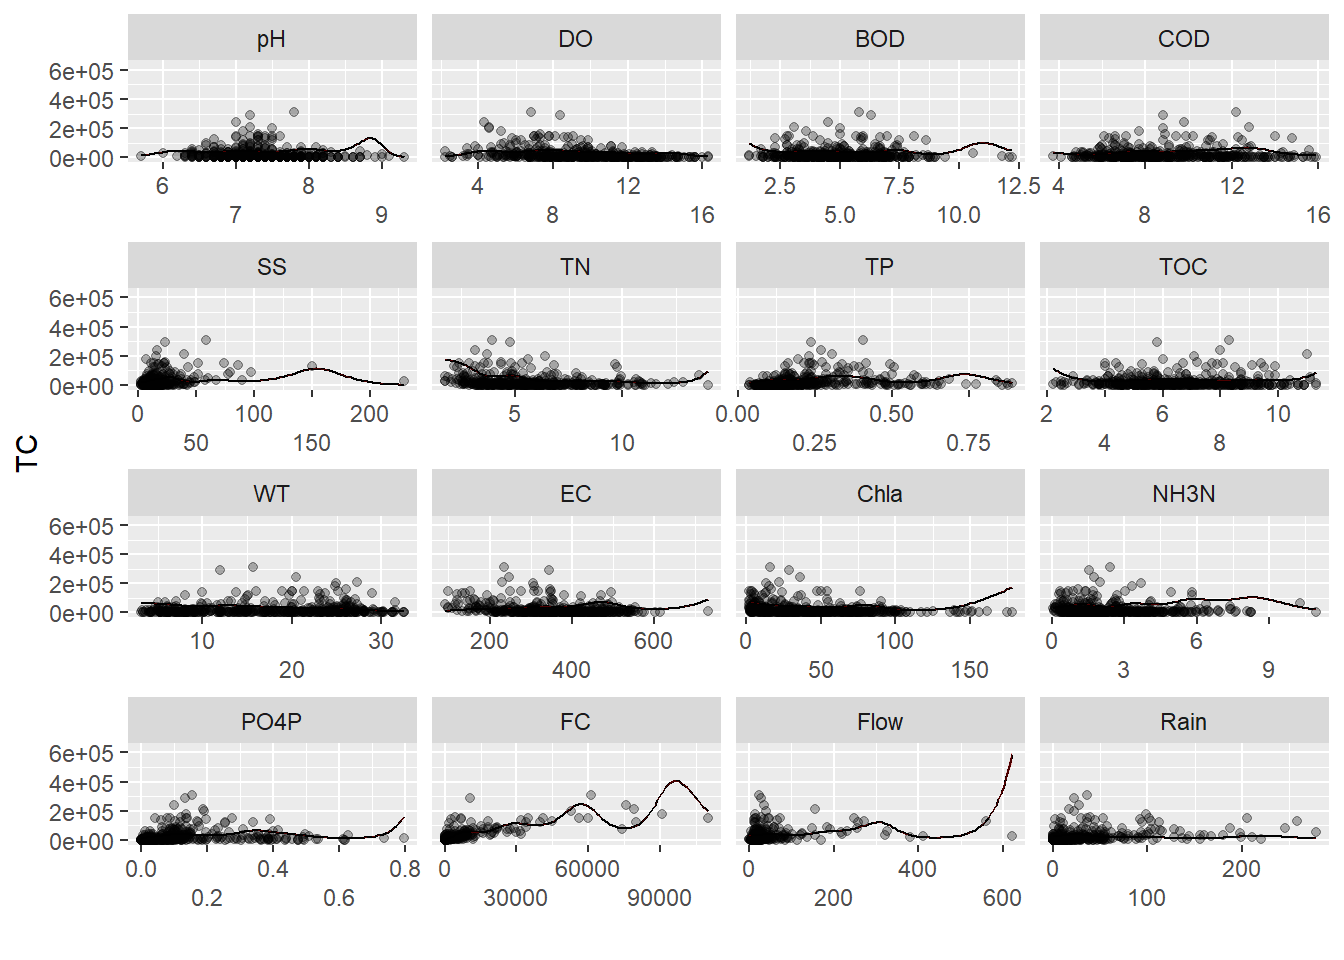 pH DO BOD COD
6e+05
4e+05
2e+05
0e+00
6 8 4 12 2.5 7.5 12.5 4 12
7 9 8 16 5.0 10.0 8 16
SS TN TP TOC
6e+05
4e+05
2e+05
0e+00
0 100 200 5 0.00 0.50 2 6 10
50 150 10 0.25 0.75 4 8
TC
WT EC Chla NH3N
6e+05
4e+05
2e+05
0e+00
10 30 200 600 0 100 0 6
20 400 50 150 3 9
PO4P FC Flow Rain
6e+05
4e+05
2e+05
0e+00
0.0 0.4 0.8 0 60000 0 400 0 200
0.2 0.6 30000 90000 200 600 100